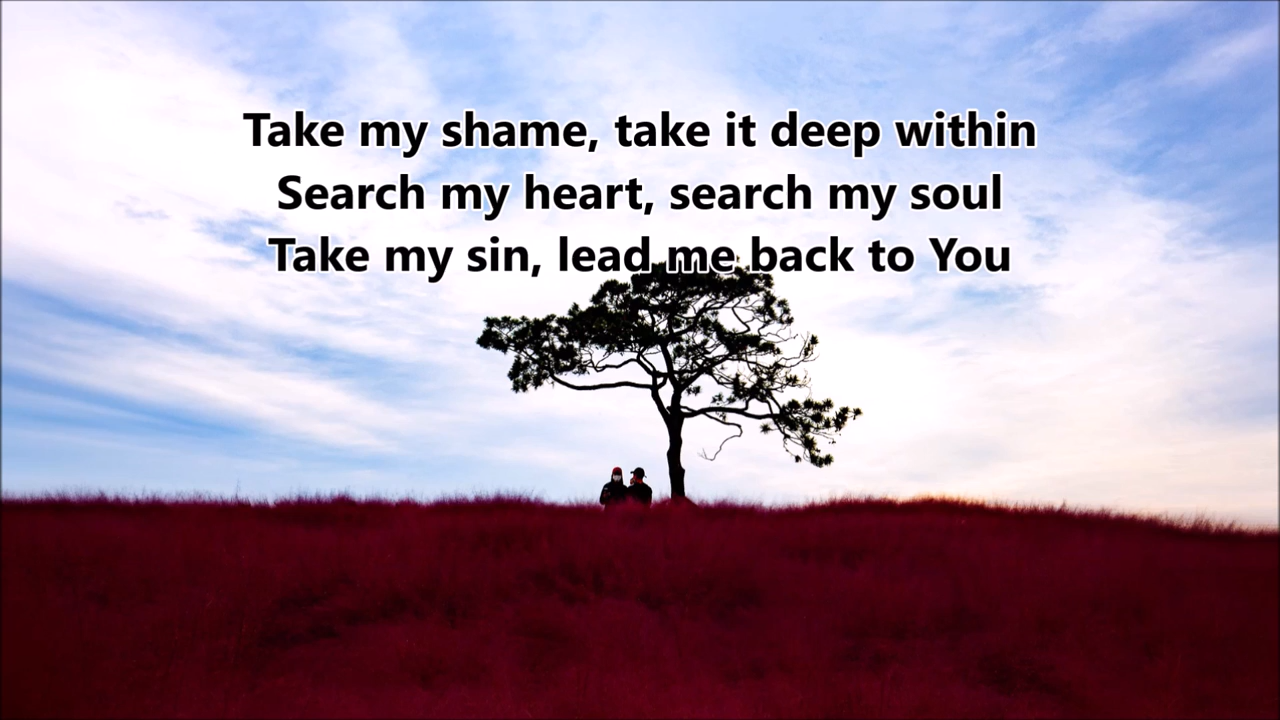 Take my shame, take it deep within
Search my heart, search my soul
Take my sin, lead me back to You